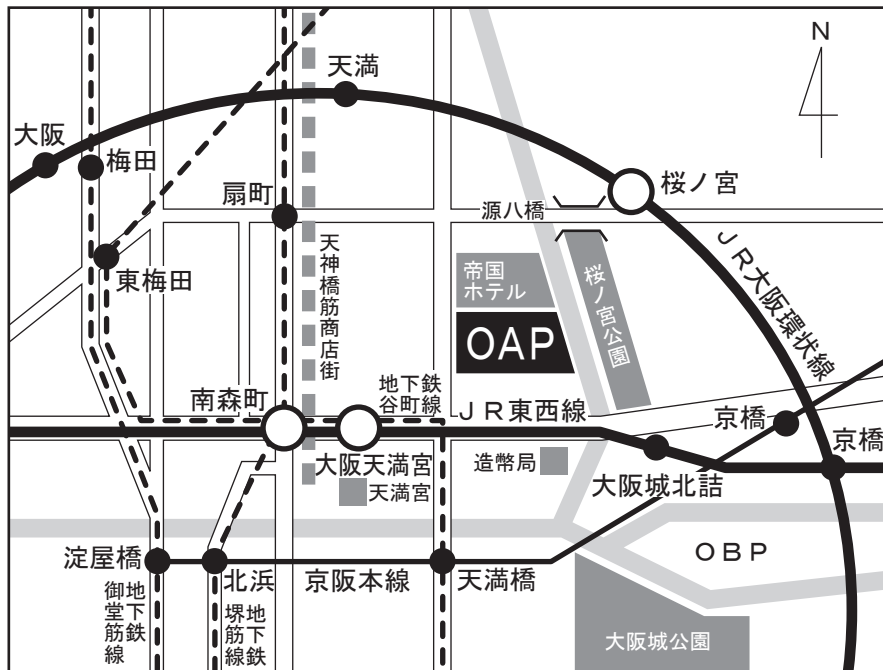 N
天満
大阪
梅田
桜ノ宮
扇町
源八橋
東梅田
天神橋筋商店街
帝国
ホテル
桜ノ宮公園
OAP
JR大阪環状線
南森町
地下鉄
谷町線
JR東西線
京橋
大阪天満宮
造幣局
京橋
天満宮
大阪城北詰
淀屋橋
北浜
京阪本線
天満橋
OBP
地下鉄
御堂筋線
地下鉄
堺筋線
大阪城公園